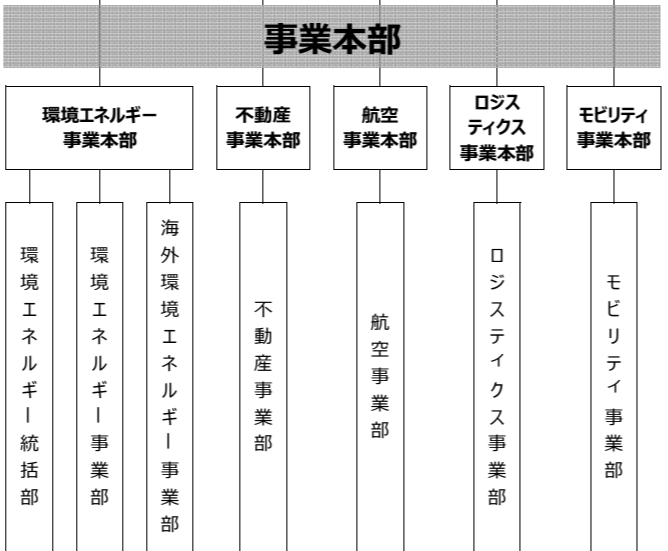 事業本部
環境エネルギー
事業本部
不動産
事業本部
航空
事業本部
ロジス
ティクス
事業本部
モビリティ
事業本部
環境エネルギー統括部
環境エネルギー事業部
海外環境エネルギー事業部
不動産事業部
航空事業部
ロジスティクス事業部
モビリティ事業部